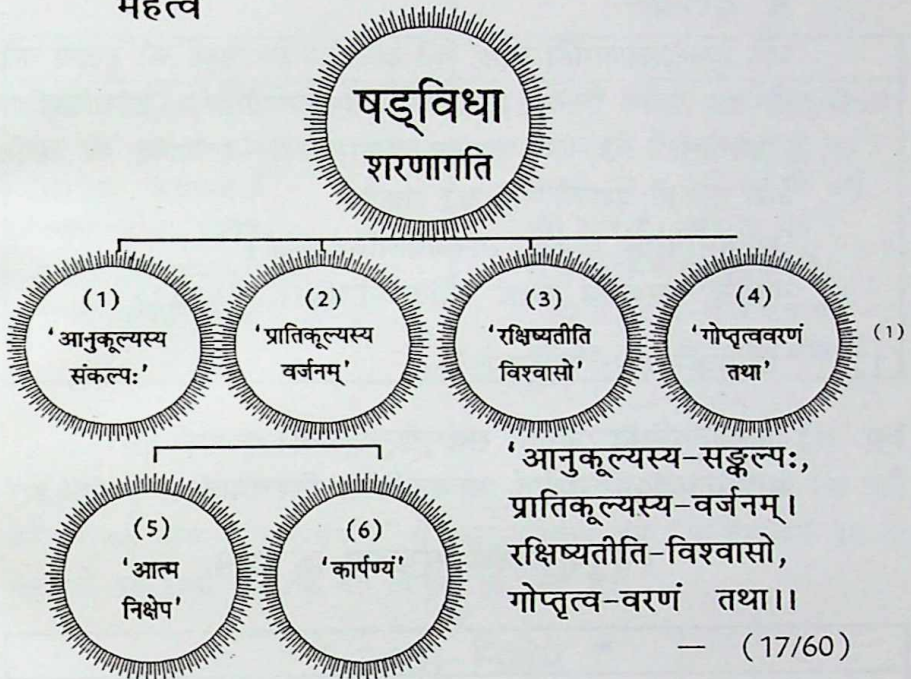 महत्व
षड्विधा
शरणागति
(1)
'आनुकूल्यस्य
संकल्प:'
(2)
'प्रातिकूल्यस्य
वर्जनम्'
(3)
'रक्षिष्यतीति
विश्वासो'
(4)
'गोप्तृत्ववरणं
तथा'
(1)
(5)
'आत्म
निक्षेप'
(6)
'कार्पण्यं'
'आनुकूल्यस्य-सङ्कल्प:,
प्रातिकूल्यस्य-वर्जनम्।
रक्षिष्यतीति-विश्वासो,
गोप्तृत्व-वरणं तथा।।
— (17/60)